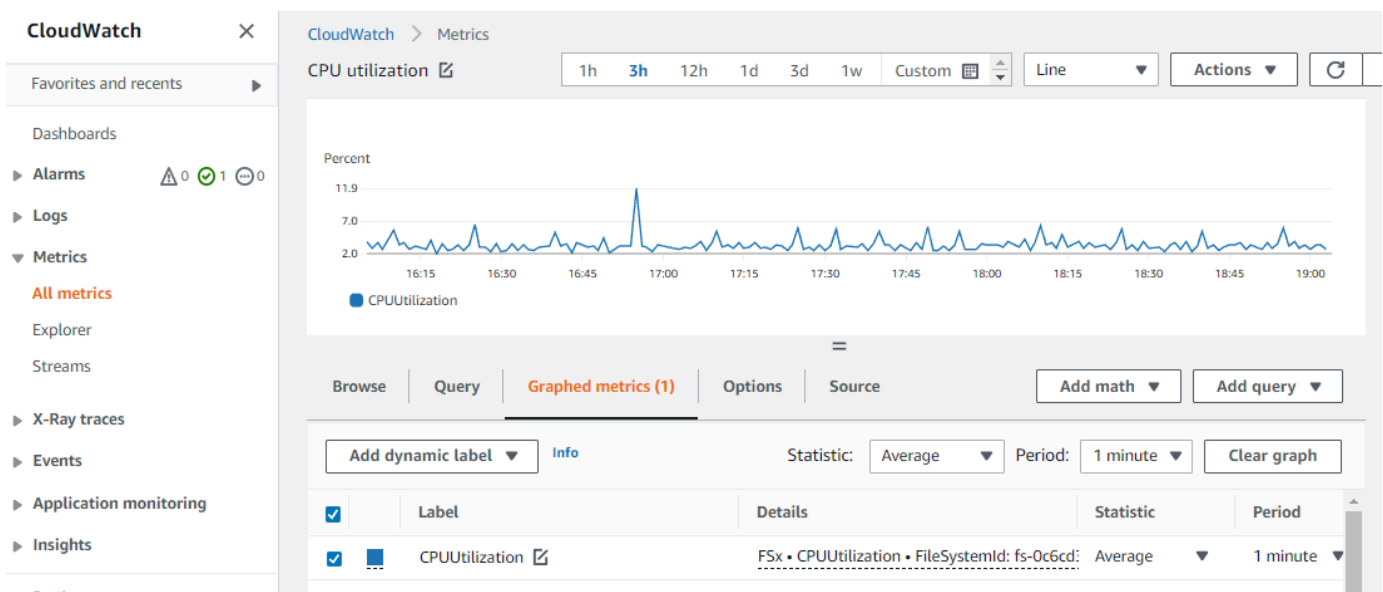 CloudWatch
Favorites and recents
Dashboards
Alarms 0 1 0
Logs
Metrics
All metrics
Explorer
Streams
X-Ray traces
Events
Application monitoring
Insights
CloudWatch > Metrics
CPU utilization
1h 3h 12h 1d 3d 1w Custom Line Actions
Percent
11.9
7.0
2.0
16:15 16:30 16:45 17:00 17:15 17:30 17:45 18:00 18:15 18:30 18:45 19:00
CPUUtilization
Browse Query Graphed metrics (1) Options Source Add math Add query
Add dynamic label Info Statistic: Average Period: 1 minute Clear graph
Label Details Statistic Period
CPUUtilization FSx • CPUUtilization • FileSystemId: fs-0c6cd Average 1 minute